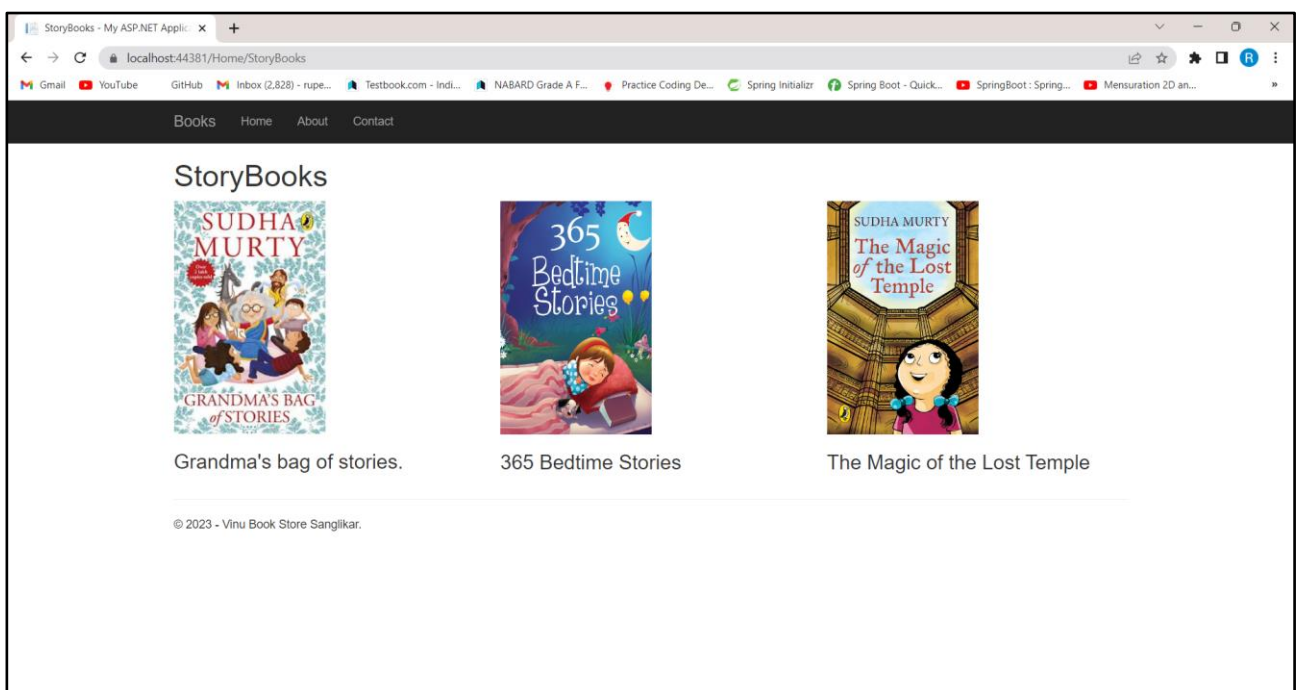 StoryBooks - My ASP.NET Applic
localhost:44381/Home/StoryBooks
R
Gmail YouTube GitHub Inbox (2,828) - rupe... Testbook.com - Indi... NABARD Grade A F... Practice Coding De... Spring Initializr Spring Boot - Quick... SpringBoot : Spring... Mensuration 2D an... »
Books Home About Contact
StoryBooks
SUDHA
MURTY
GRANDMA'S BAG
of STORIES
365
Bedtime
Stories
SUDHA MURTY
The Magic
of the Lost
Temple
Grandma's bag of stories. 365 Bedtime Stories The Magic of the Lost Temple
© 2023 - Vinu Book Store Sanglikar.